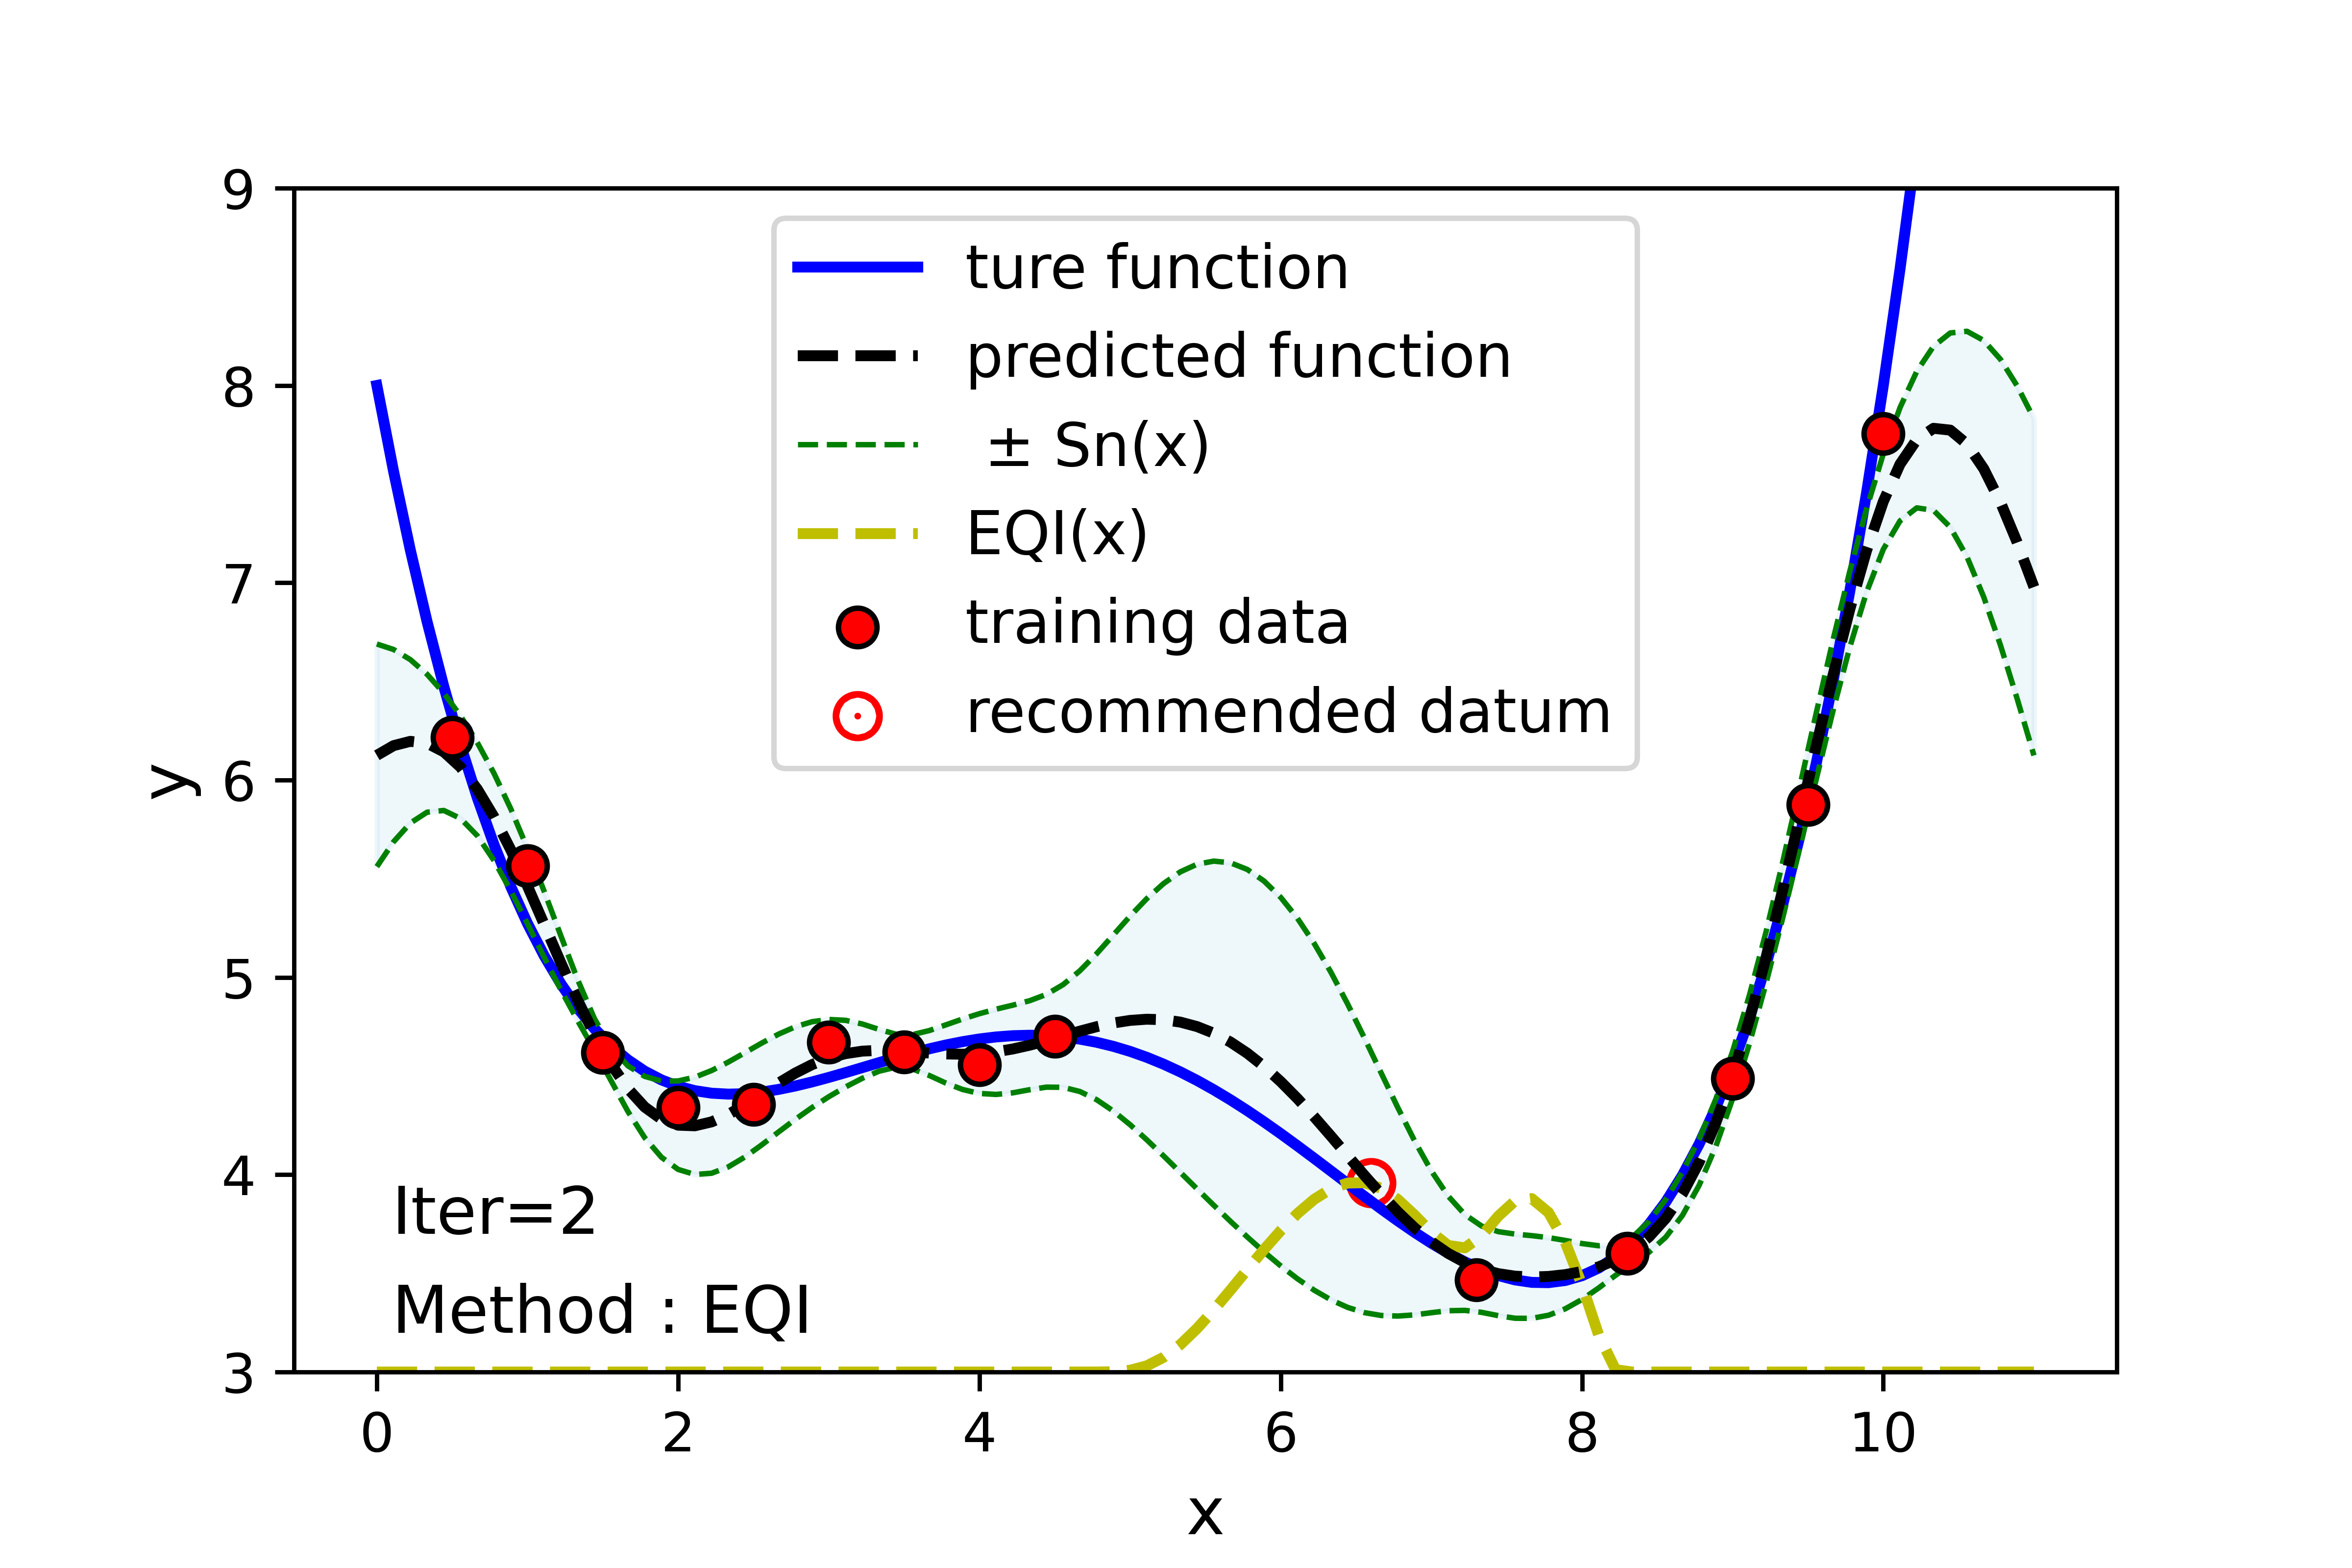 ture function
predicted function
± Sn(x)
EQI(x)
training data
recommended datum
9
8
7
6
5
4
3
y
Iter=2
Method : EQI
0 2 4 6 8 10
x